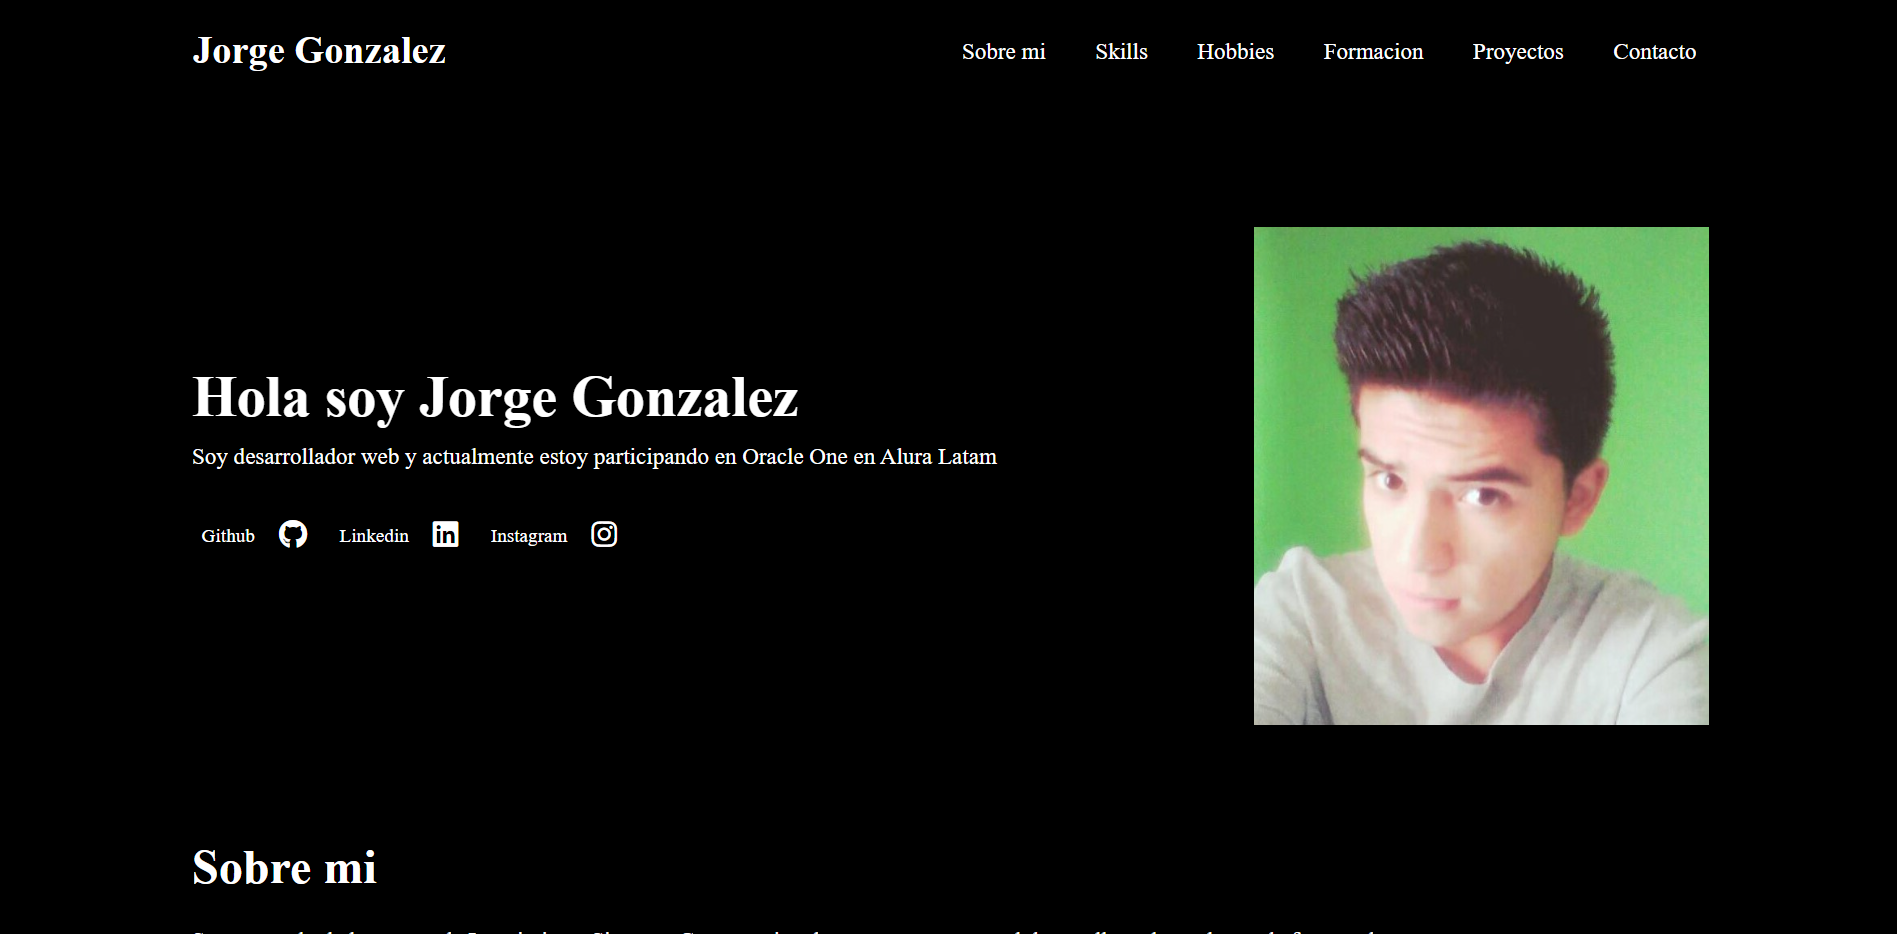 Jorge Gonzalez
Sobre mi Skills Hobbies Formacion Proyectos Contacto
Hola soy Jorge Gonzalez
Soy desarrollador web y actualmente estoy participando en Oracle One en Alura Latam
Github Linkedin Instagram
Sobre mi